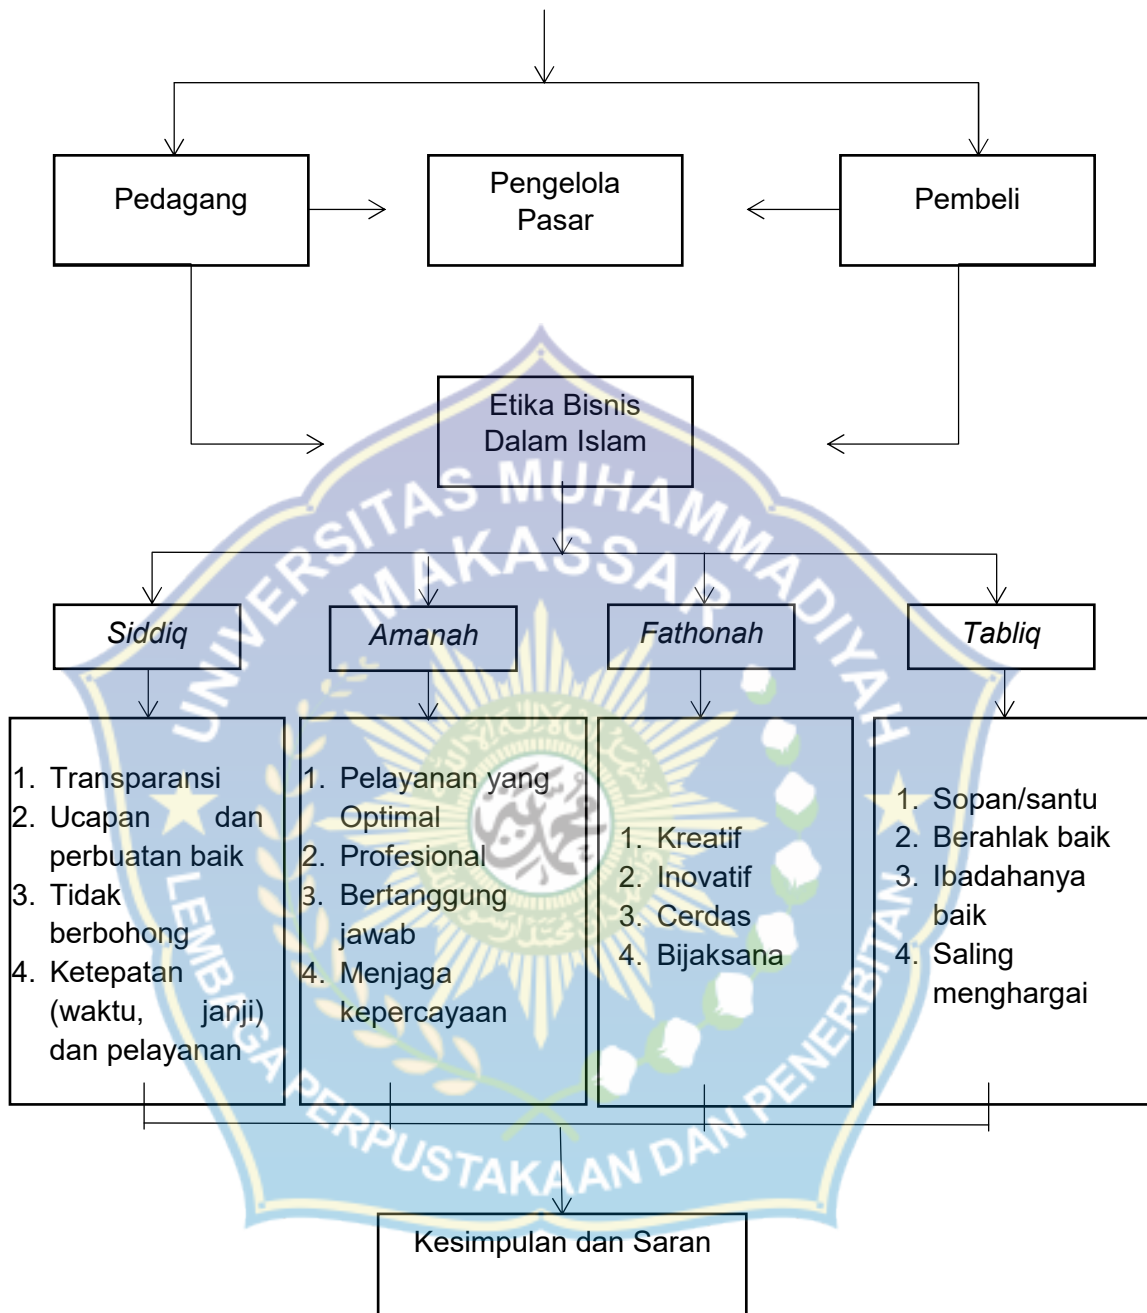 Pedagang
Pengelola
Pasar
Pembeli
Etika Bisnis
Dalam Islam
UNIVERSITAS MUHAMMADIYAH
MAKASSAR
Siddiq
Amanah
Fathonah
Tabliq
1. Transparansi
2. Ucapan dan
perbuatan baik
3. Tidak
berbohong
4. Ketepatan
(waktu, janji)
dan pelayanan
1. Pelayanan yang
Optimal
2. Profesional
3. Bertanggung
jawab
4. Menjaga
kepercayaan
1. Kreatif
2. Inovatif
3. Cerdas
4. Bijaksana
1. Sopan/santu
2. Berahlak baik
3. Ibadahanya
baik
4. Saling
menghargai
LEMBAGA PERPUSTAKAAN DAN PENERBITAN
Kesimpulan dan Saran